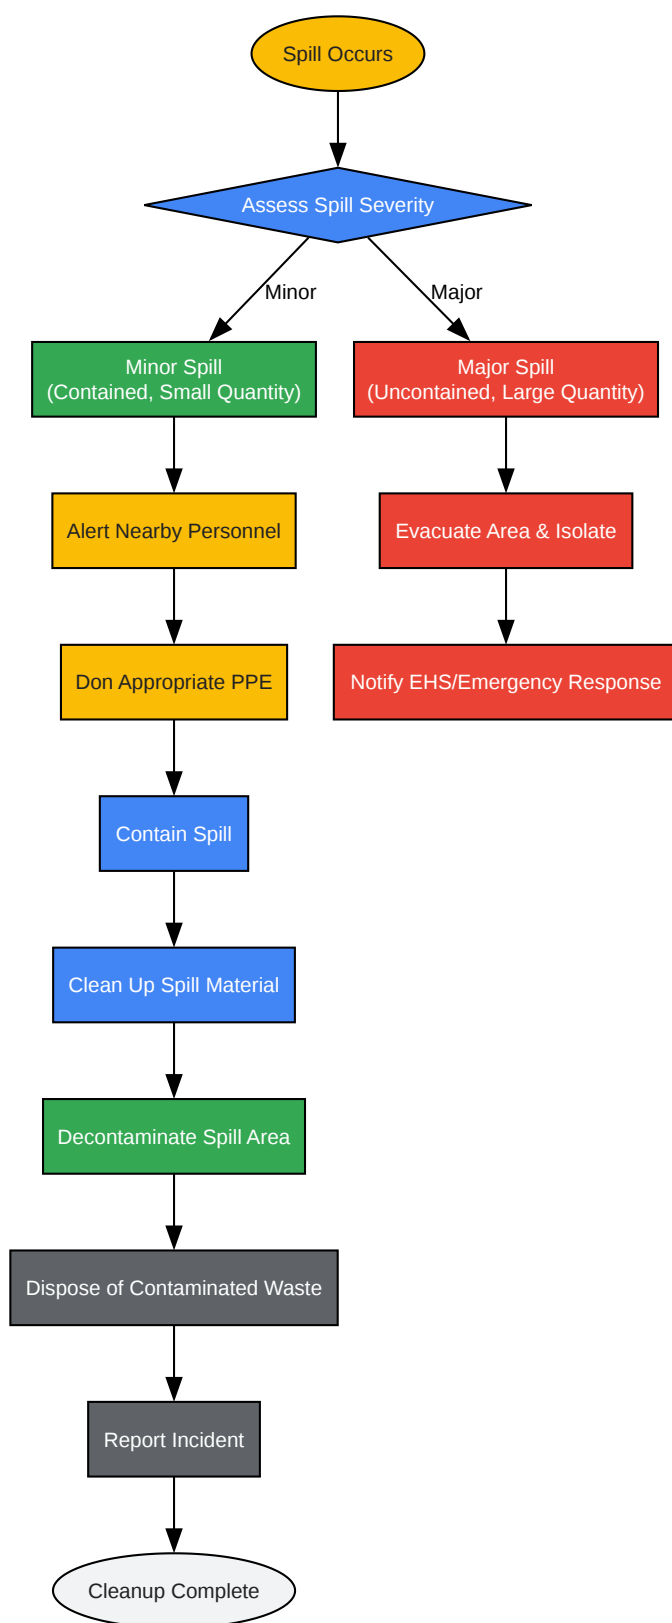 Spill Occurs
Assess Spill Severity
Minor
Major
Minor Spill
(Contained, Small Quantity)
Major Spill
(Uncontained, Large Quantity)
Alert Nearby Personnel
Evacuate Area & Isolate
Don Appropriate PPE
Notify EHS/Emergency Response
Contain Spill
Clean Up Spill Material
Decontaminate Spill Area
Dispose of Contaminated Waste
Report Incident
Cleanup Complete